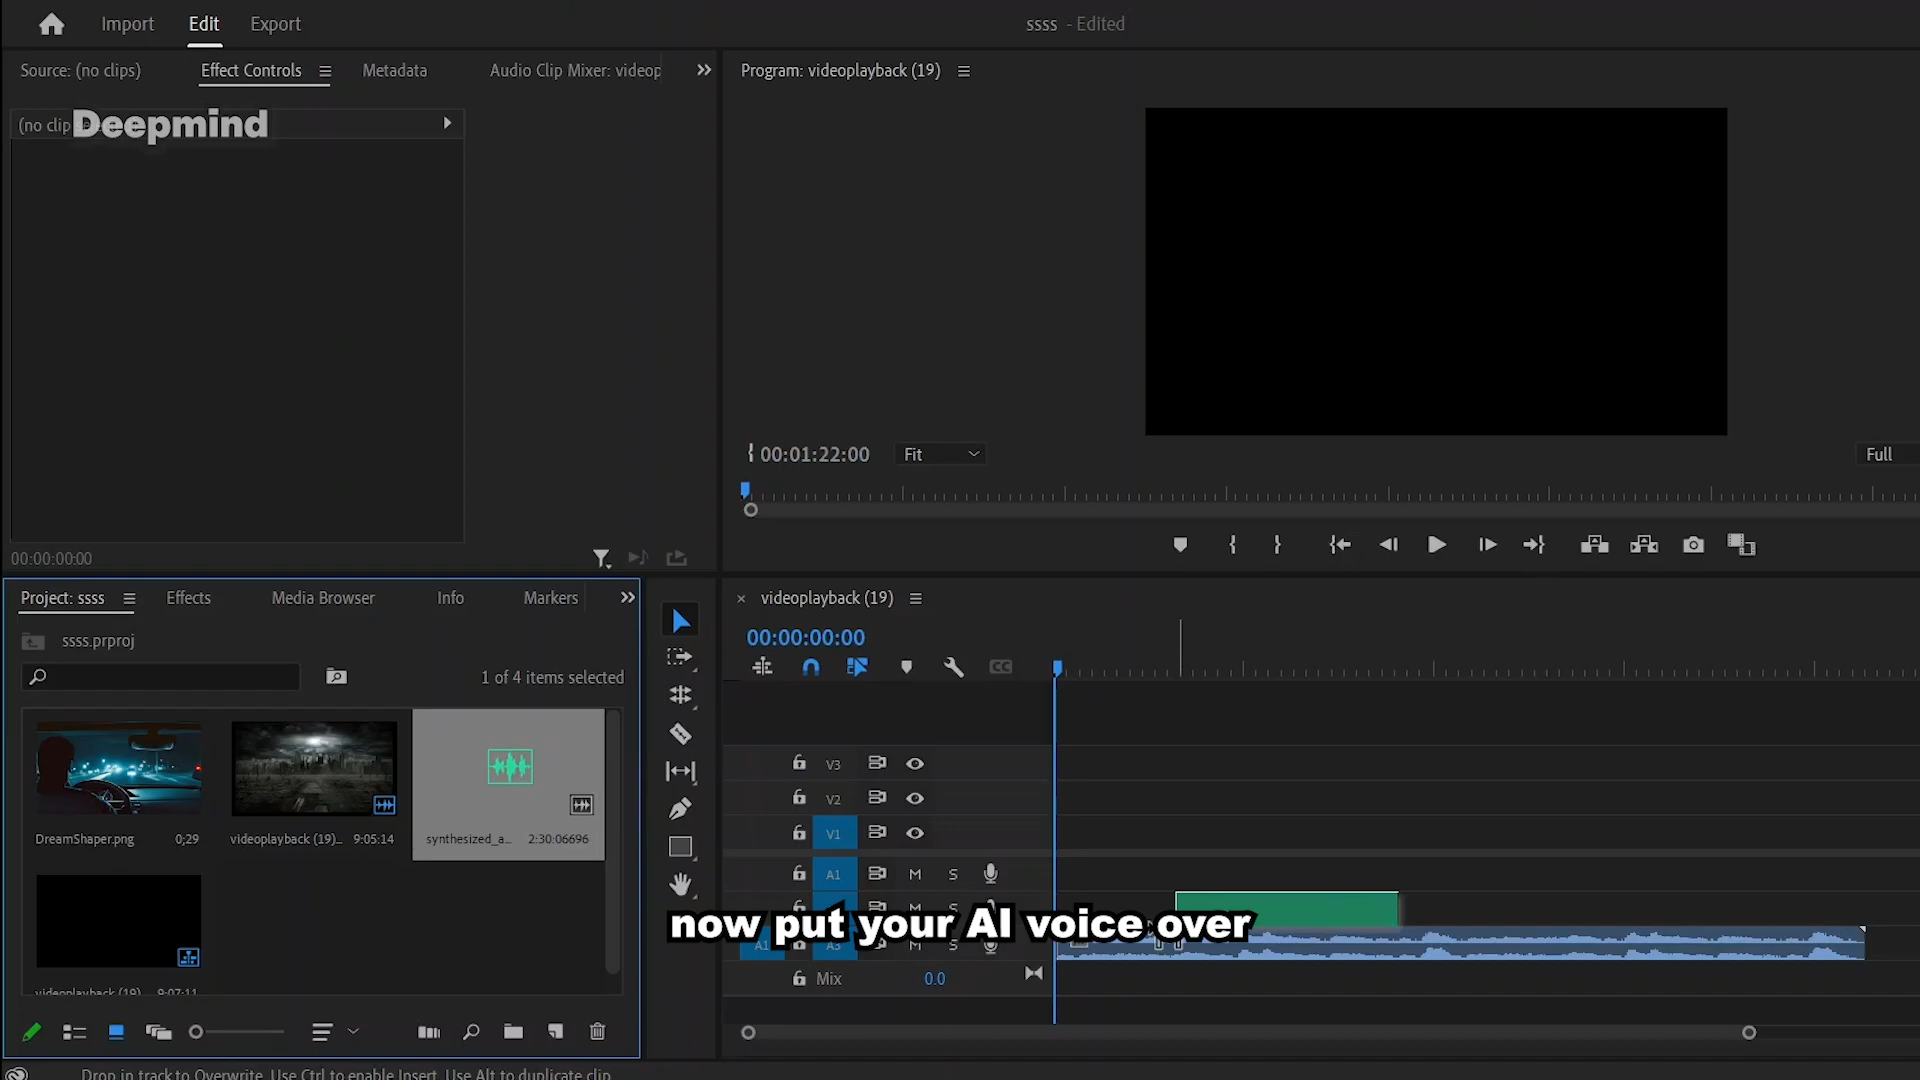 Import Edit Export
ssss - Edited
Source: (no clips) Effect Controls Metadata Audio Clip Mixer: videop
Program: videoplayback (19)
(no clip
Deepmind
00:01:22:00 Fit Full
00:00:00:00
Project: ssss Effects Media Browser Info Markers
ssss.prproj
1 of 4 items selected
DreamShaper.png 0;29
videoplayback (19)... 9:05:14
synthesized_a... 2:30:06696
videoplayback (19) 9:07:11
videoplayback (19)
00:00:00:00
CC
V3
V2
V1
A1 M S
M S
A1 A3 M S
Mix 0.0
now put your AI voice over
Drop in track to Overwrite. Use Ctrl to enable Insert. Use Alt to duplicate clip.